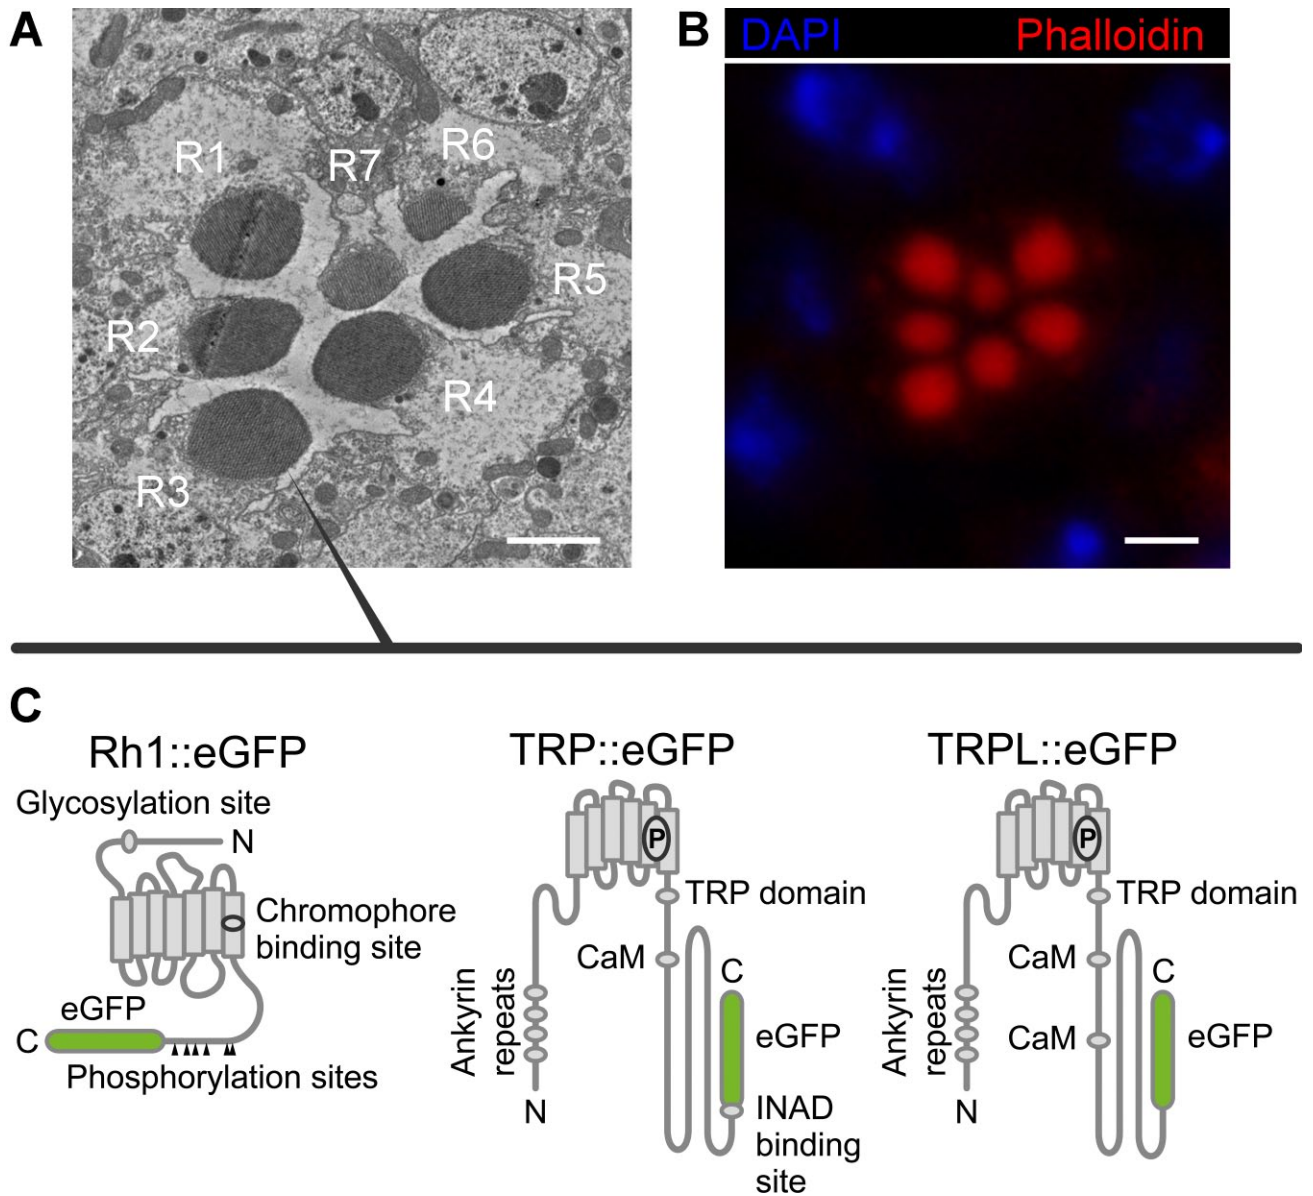 A
R1
R7
R6
R5
R2
R4
R3
B
DAPI Phalloidin
C
Rh1::eGFP
Glycosylation site
N
Chromophore
binding site
eGFP
C
Phosphorylation sites
TRP::eGFP
P
TRP domain
CaM
C
Ankyrin
repeats
eGFP
N
INAD
binding
site
TRPL::eGFP
P
TRP domain
CaM
C
Ankyrin
repeats
CaM
eGFP
N